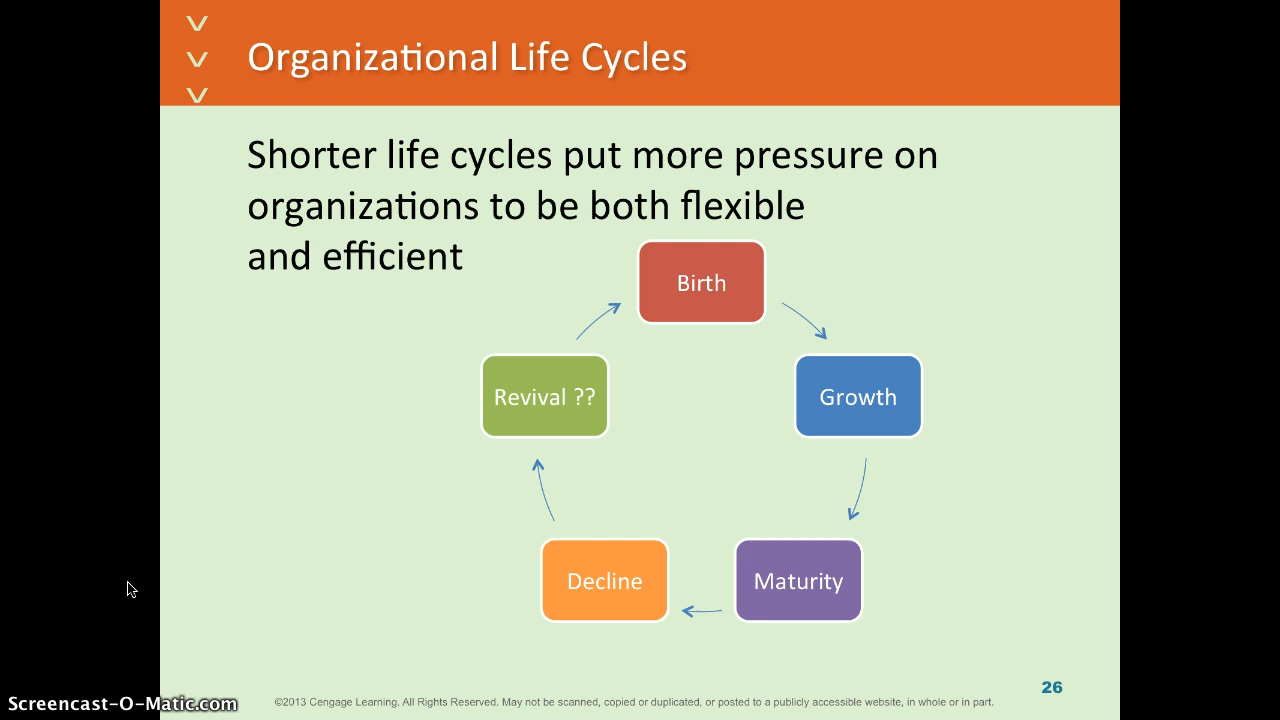 Organizational Life Cycles
Shorter life cycles put more pressure on
organizations to be both flexible
and efficient
Birth
Revival ??
Growth
Decline
Maturity
26
©2013 Cengage Learning. All Rights Reserved. May not be scanned, copied or duplicated, or posted to a publicly accessible website, in whole or in part.
Screencast-O-Matic.com